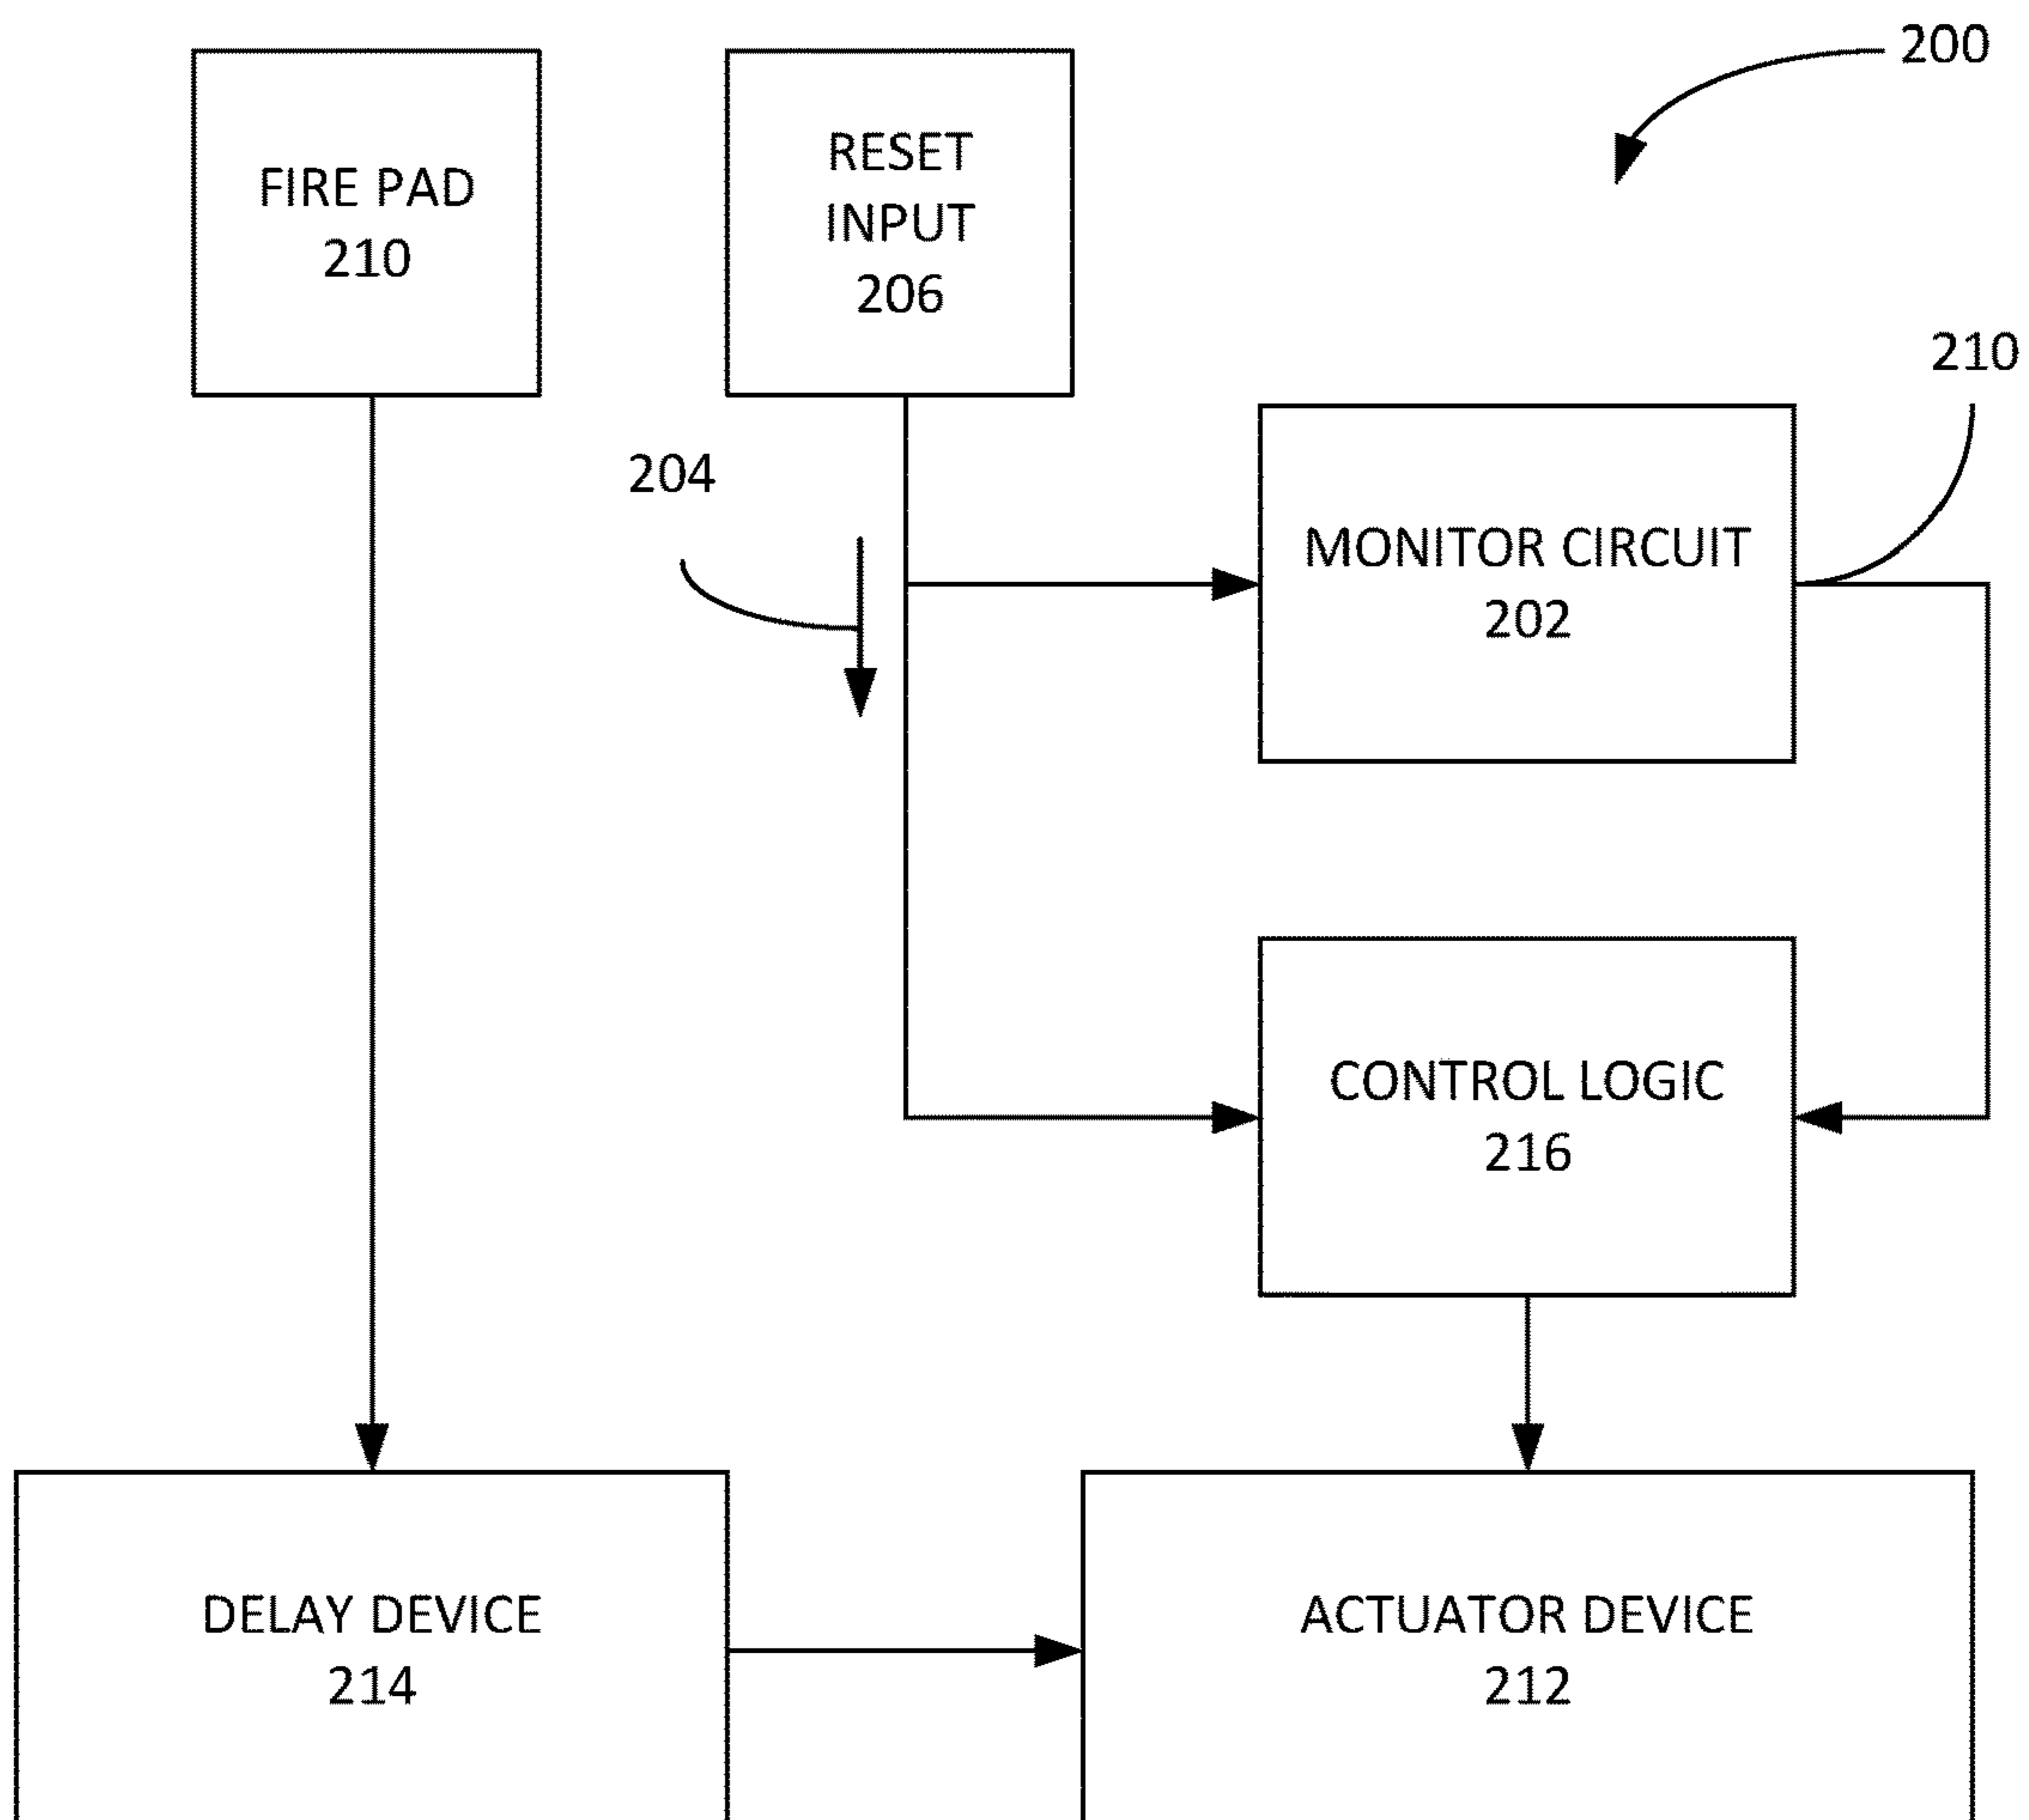 200
FIRE PAD
210
RESET
INPUT
206
210
204
MONITOR CIRCUIT
202
CONTROL LOGIC
216
DELAY DEVICE
214
ACTUATOR DEVICE
212